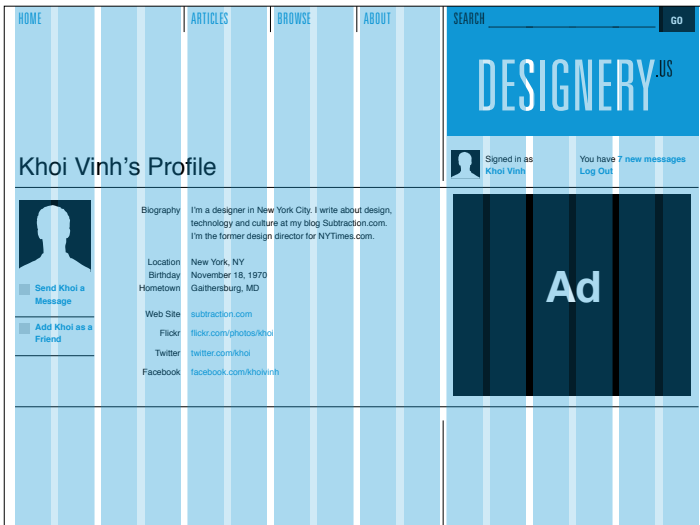 HOME
ARTICLES
BROWSE
ABOUT
SEARCH
GO
DESIGNERY.US
Signed in as
Khoi Vinh
You have 7 new messages
Log Out
Khoi Vinh's Profile
Send Khoi a
Message
Add Khoi as a
Friend
Biography I'm a designer in New York City. I write about design,
technology and culture at my blog Subtraction.com.
I'm the former design director for NYTimes.com.
Location New York, NY
Birthday November 18, 1970
Hometown Gaithersburg, MD
Web Site subtraction.com
Flickr flickr.com/photos/khoi
Twitter twitter.com/khoi
Facebook facebook.com/khoivinh
Ad